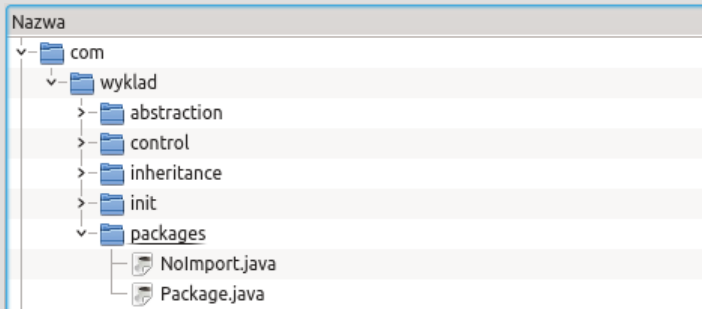 Nazwa
com
wyklad
abstraction
control
inheritance
init
packages
NoImport.java
Package.java